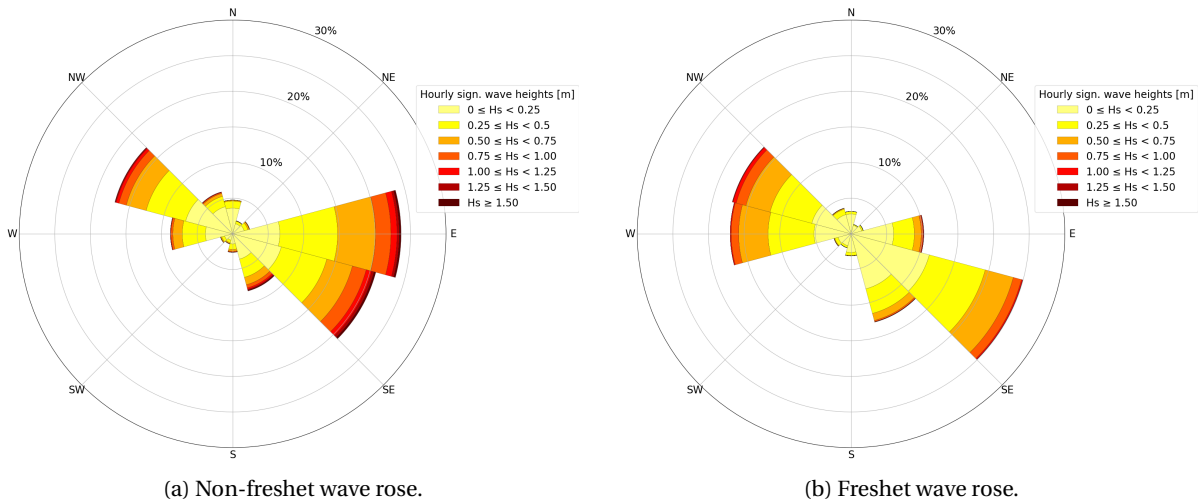 N
30%
NW
NE
20%
10%
W
E
SW
SE
S
Hourly sign. wave heights [m]
0 ≤ Hs < 0.25
0.25 ≤ Hs < 0.5
0.50 ≤ Hs < 0.75
0.75 ≤ Hs < 1.00
1.00 ≤ Hs < 1.25
1.25 ≤ Hs < 1.50
Hs ≥ 1.50
(a) Non-freshet wave rose.
N
30%
NW
NE
20%
10%
W
E
SW
SE
S
Hourly sign. wave heights [m]
0 ≤ Hs < 0.25
0.25 ≤ Hs < 0.5
0.50 ≤ Hs < 0.75
0.75 ≤ Hs < 1.00
1.00 ≤ Hs < 1.25
1.25 ≤ Hs < 1.50
Hs ≥ 1.50
(b) Freshet wave rose.